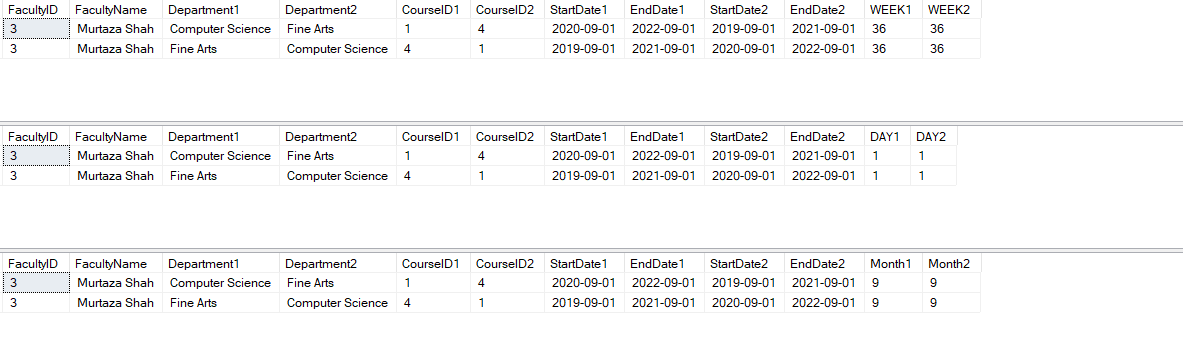 FacultyID FacultyName Department1 Department2 CourseID1 CourseID2 StartDate1 EndDate1 StartDate2 EndDate2 WEEK1 WEEK2
3 Murtaza Shah Computer Science Fine Arts 1 4 2020-09-01 2022-09-01 2019-09-01 2021-09-01 36 36
3 Murtaza Shah Fine Arts Computer Science 4 1 2019-09-01 2021-09-01 2020-09-01 2022-09-01 36 36
FacultyID FacultyName Department1 Department2 CourseID1 CourseID2 StartDate1 EndDate1 StartDate2 EndDate2 DAY1 DAY2
3 Murtaza Shah Computer Science Fine Arts 1 4 2020-09-01 2022-09-01 2019-09-01 2021-09-01 1 1
3 Murtaza Shah Fine Arts Computer Science 4 1 2019-09-01 2021-09-01 2020-09-01 2022-09-01 1 1
FacultyID FacultyName Department1 Department2 CourseID1 CourseID2 StartDate1 EndDate1 StartDate2 EndDate2 Month1 Month2
3 Murtaza Shah Computer Science Fine Arts 1 4 2020-09-01 2022-09-01 2019-09-01 2021-09-01 9 9
3 Murtaza Shah Fine Arts Computer Science 4 1 2019-09-01 2021-09-01 2020-09-01 2022-09-01 9 9